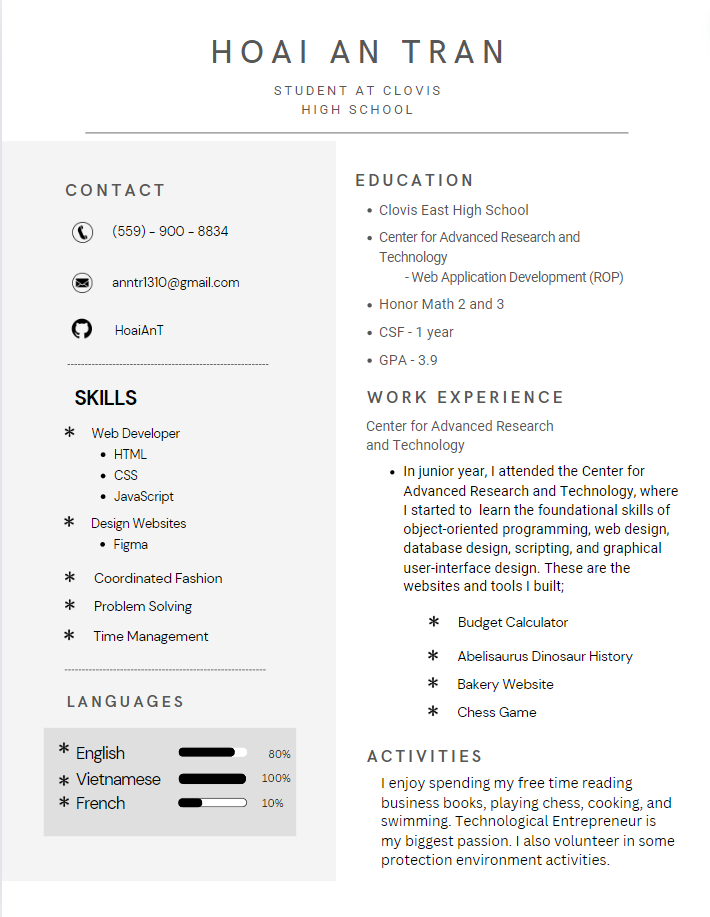 HOAI AN TRAN
STUDENT AT CLOVIS
HIGH SCHOOL
CONTACT
(559) - 900 - 8834
anntr1310@gmail.com
HoaiAnT
SKILLS
* Web Developer
• HTML
• CSS
• JavaScript
* Design Websites
• Figma
* Coordinated Fashion
* Problem Solving
* Time Management
LANGUAGES
* English 80%
* Vietnamese 100%
* French 10%
EDUCATION
• Clovis East High School
• Center for Advanced Research and
Technology
- Web Application Development (ROP)
• Honor Math 2 and 3
• CSF - 1 year
• GPA - 3.9
WORK EXPERIENCE
Center for Advanced Research
and Technology
• In junior year, I attended the Center for
Advanced Research and Technology, where
I started to learn the foundational skills of
object-oriented programming, web design,
database design, scripting, and graphical
user-interface design. These are the
websites and tools I built;
* Budget Calculator
* Abelisaurus Dinosaur History
* Bakery Website
* Chess Game
ACTIVITIES
I enjoy spending my free time reading
business books, playing chess, cooking, and
swimming. Technological Entrepreneur is
my biggest passion. I also volunteer in some
protection environment activities.